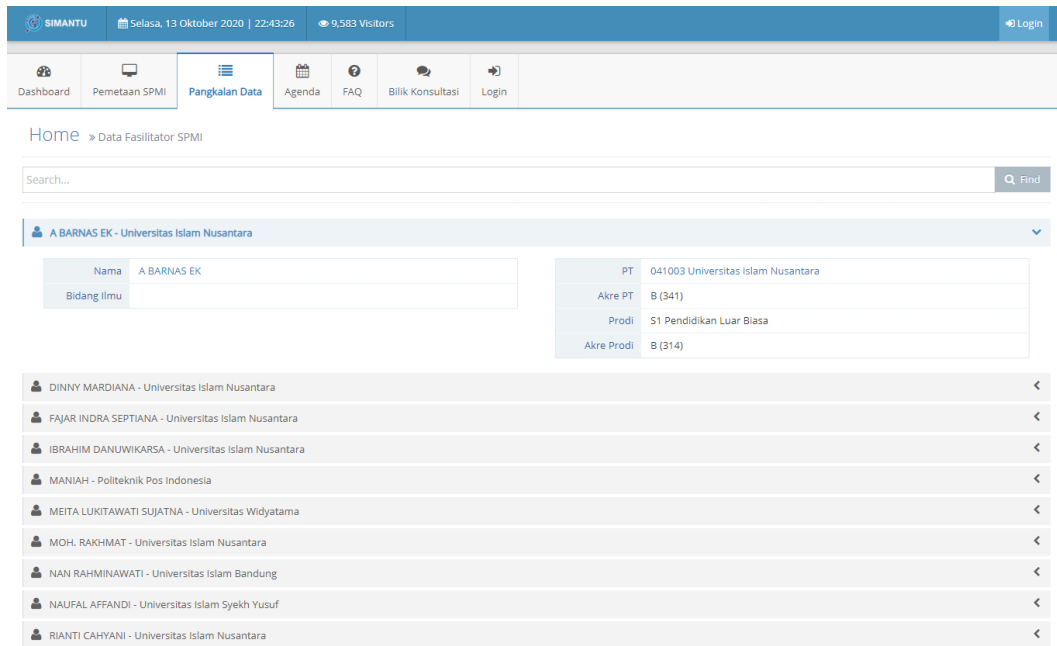 SIMANTU Selasa, 13 Oktober 2020 | 22:43:26 9,583 Visitors Login
Dashboard Pemetaan SPMI Pangkalan Data Agenda FAQ Bilik Konsultasi Login
Home » Data Fasilitator SPMI
Search... Find
A BARNAS EK - Universitas Islam Nusantara
Nama A BARNAS EK
Bidang Ilmu
PT 041003 Universitas Islam Nusantara
Akre PT B (341)
Prodi S1 Pendidikan Luar Biasa
Akre Prodi B (314)
DINNY MARDIANA - Universitas Islam Nusantara
FAJAR INDRA SEPTIANA - Universitas Islam Nusantara
IBRAHIM DANUWIKARSA - Universitas Islam Nusantara
MANIAH - Politeknik Pos Indonesia
MEITA LUKITAWATI SUJATNA - Universitas Widyatama
MOH. RAKHMAT - Universitas Islam Nusantara
NAN RAHMINAWATI - Universitas Islam Bandung
NAUFAL AFFANDI - Universitas Islam Syekh Yusuf
RIANTI CAHYANI - Universitas Islam Nusantara